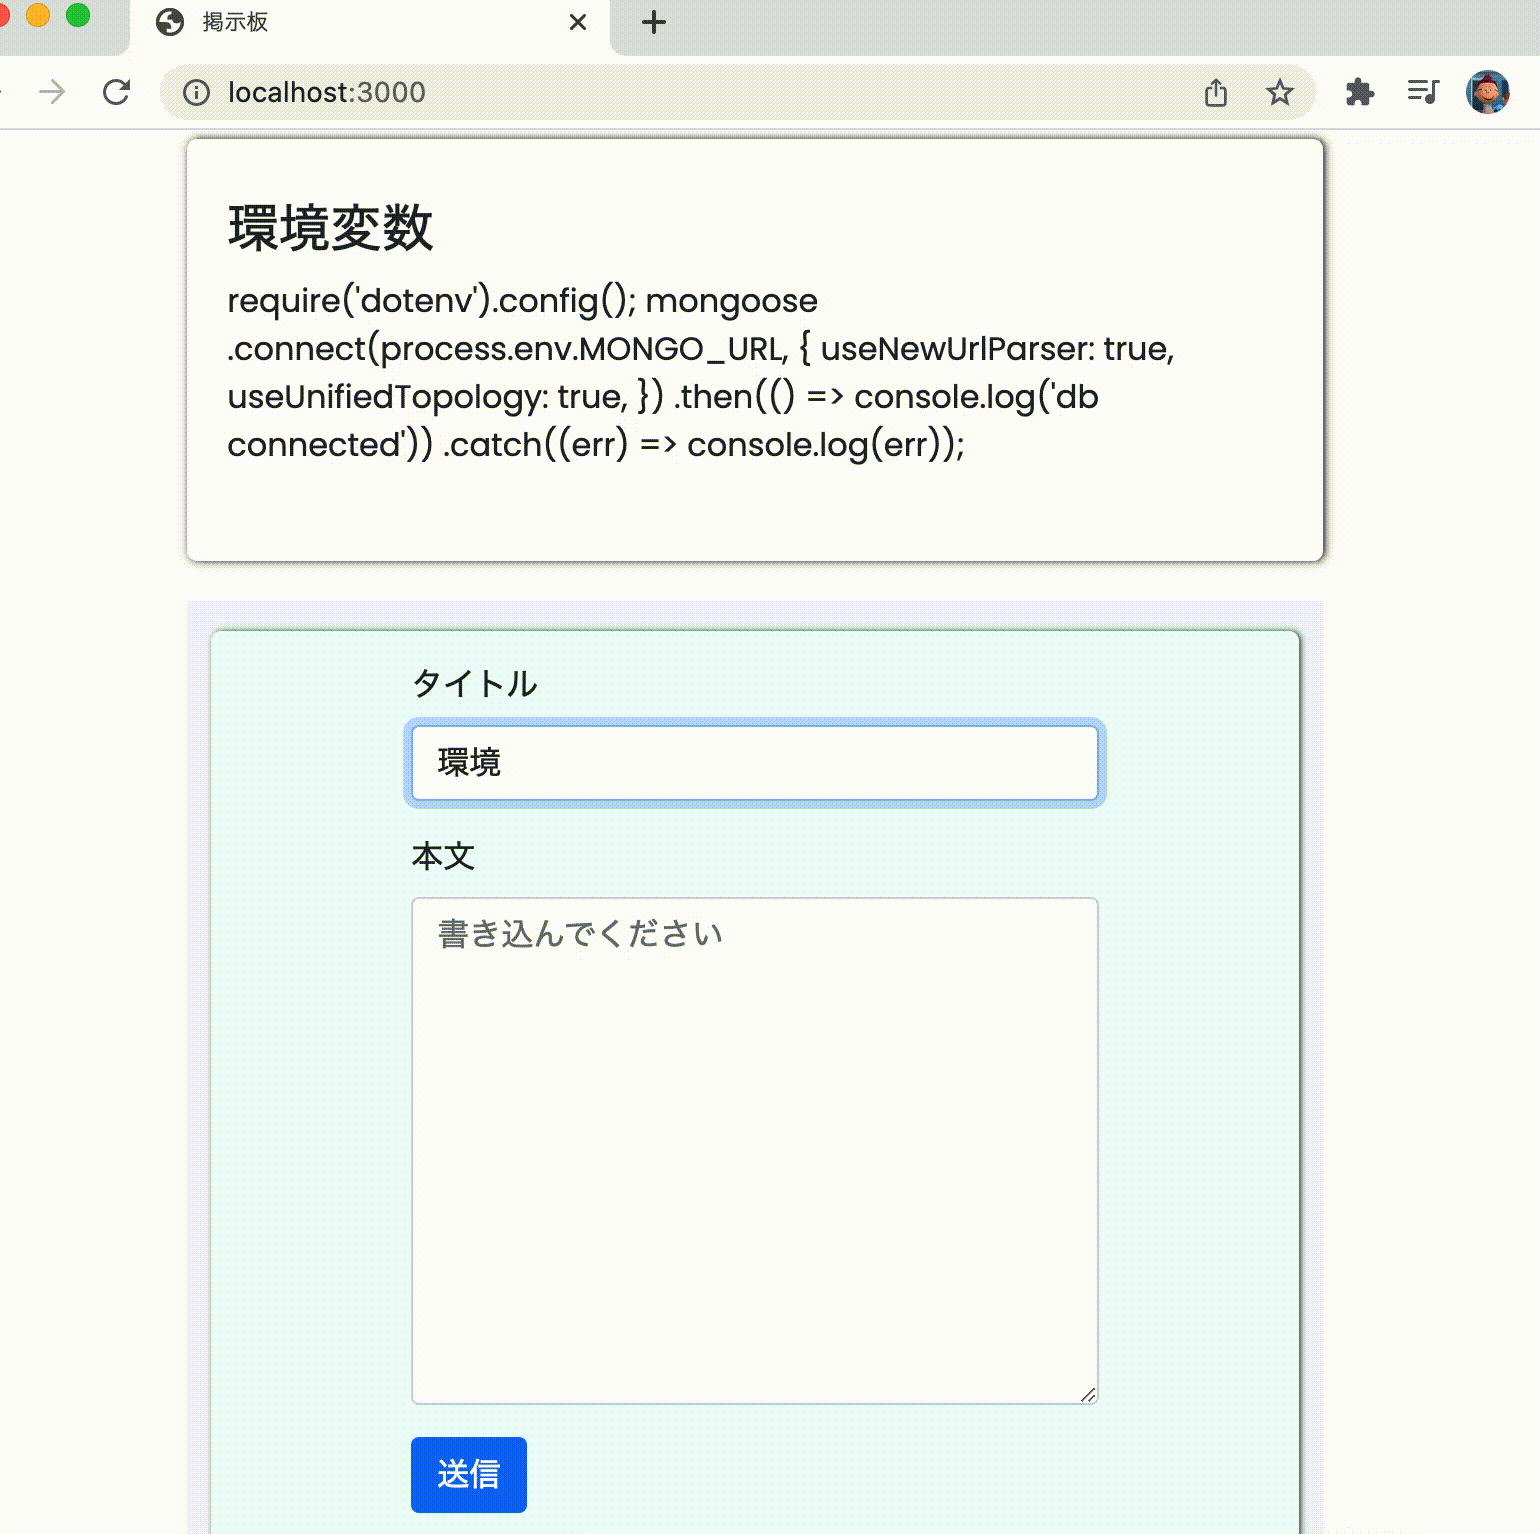 掲示板
localhost:3000
環境変数
require('dotenv').config(); mongoose
.connect(process.env.MONGO_URL, { useNewUrlParser: true,
useUnifiedTopology: true, }) .then(() => console.log('db
connected')) .catch((err) => console.log(err));
タイトル
環境
本文
書き込んでください
送信